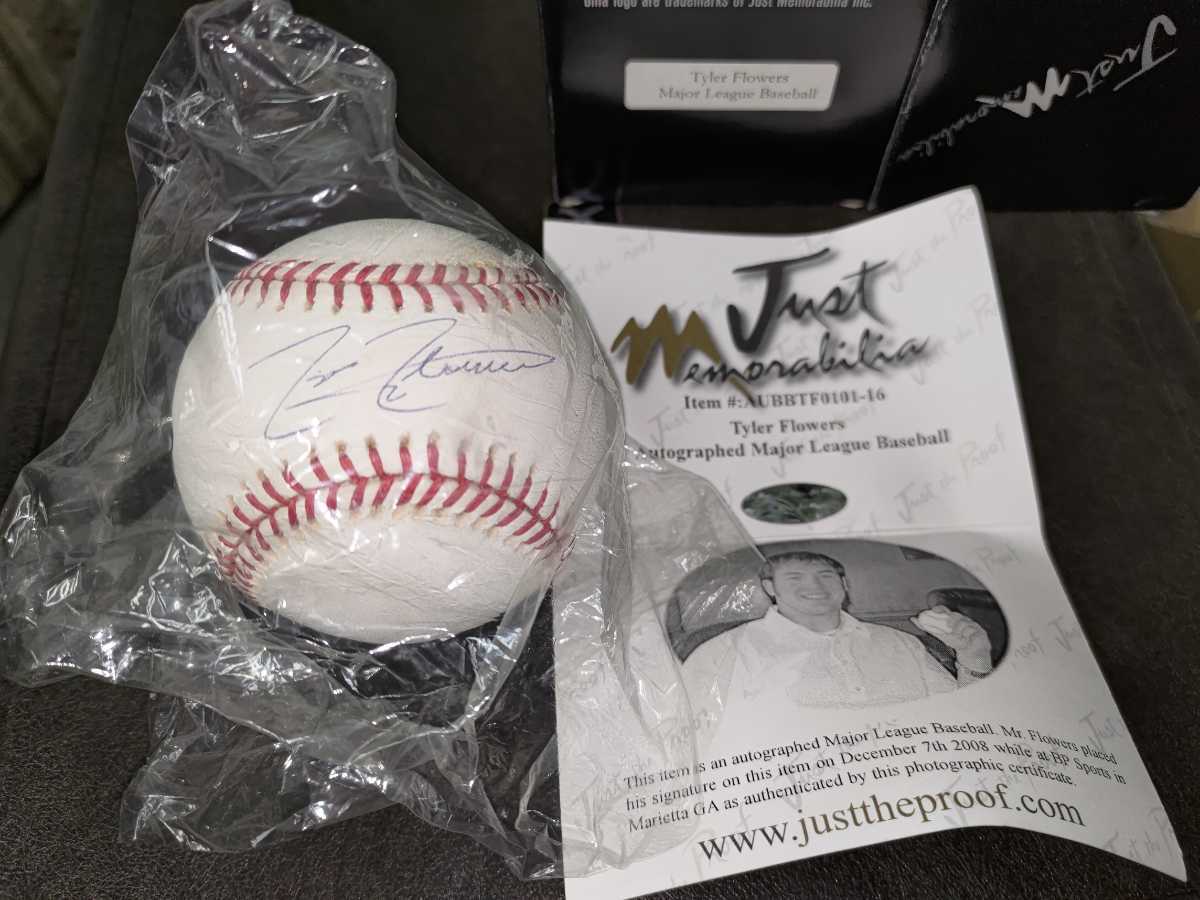 Uma logo are trademarks of Just Memorabilia Inc.
Tyler Flowers
Major League Baseball
Just
Memorabilia
Just
Memorabilia
Item #:AUBBTF0101-16
Tyler Flowers
Autographed Major League Baseball
This item is an autographed Major League Baseball. Mr. Flowers placed
his signature on this item on December 7th 2008 while at BP Sports in
Marietta GA as authenticated by this photographic certificate.
www.justtheproof.com